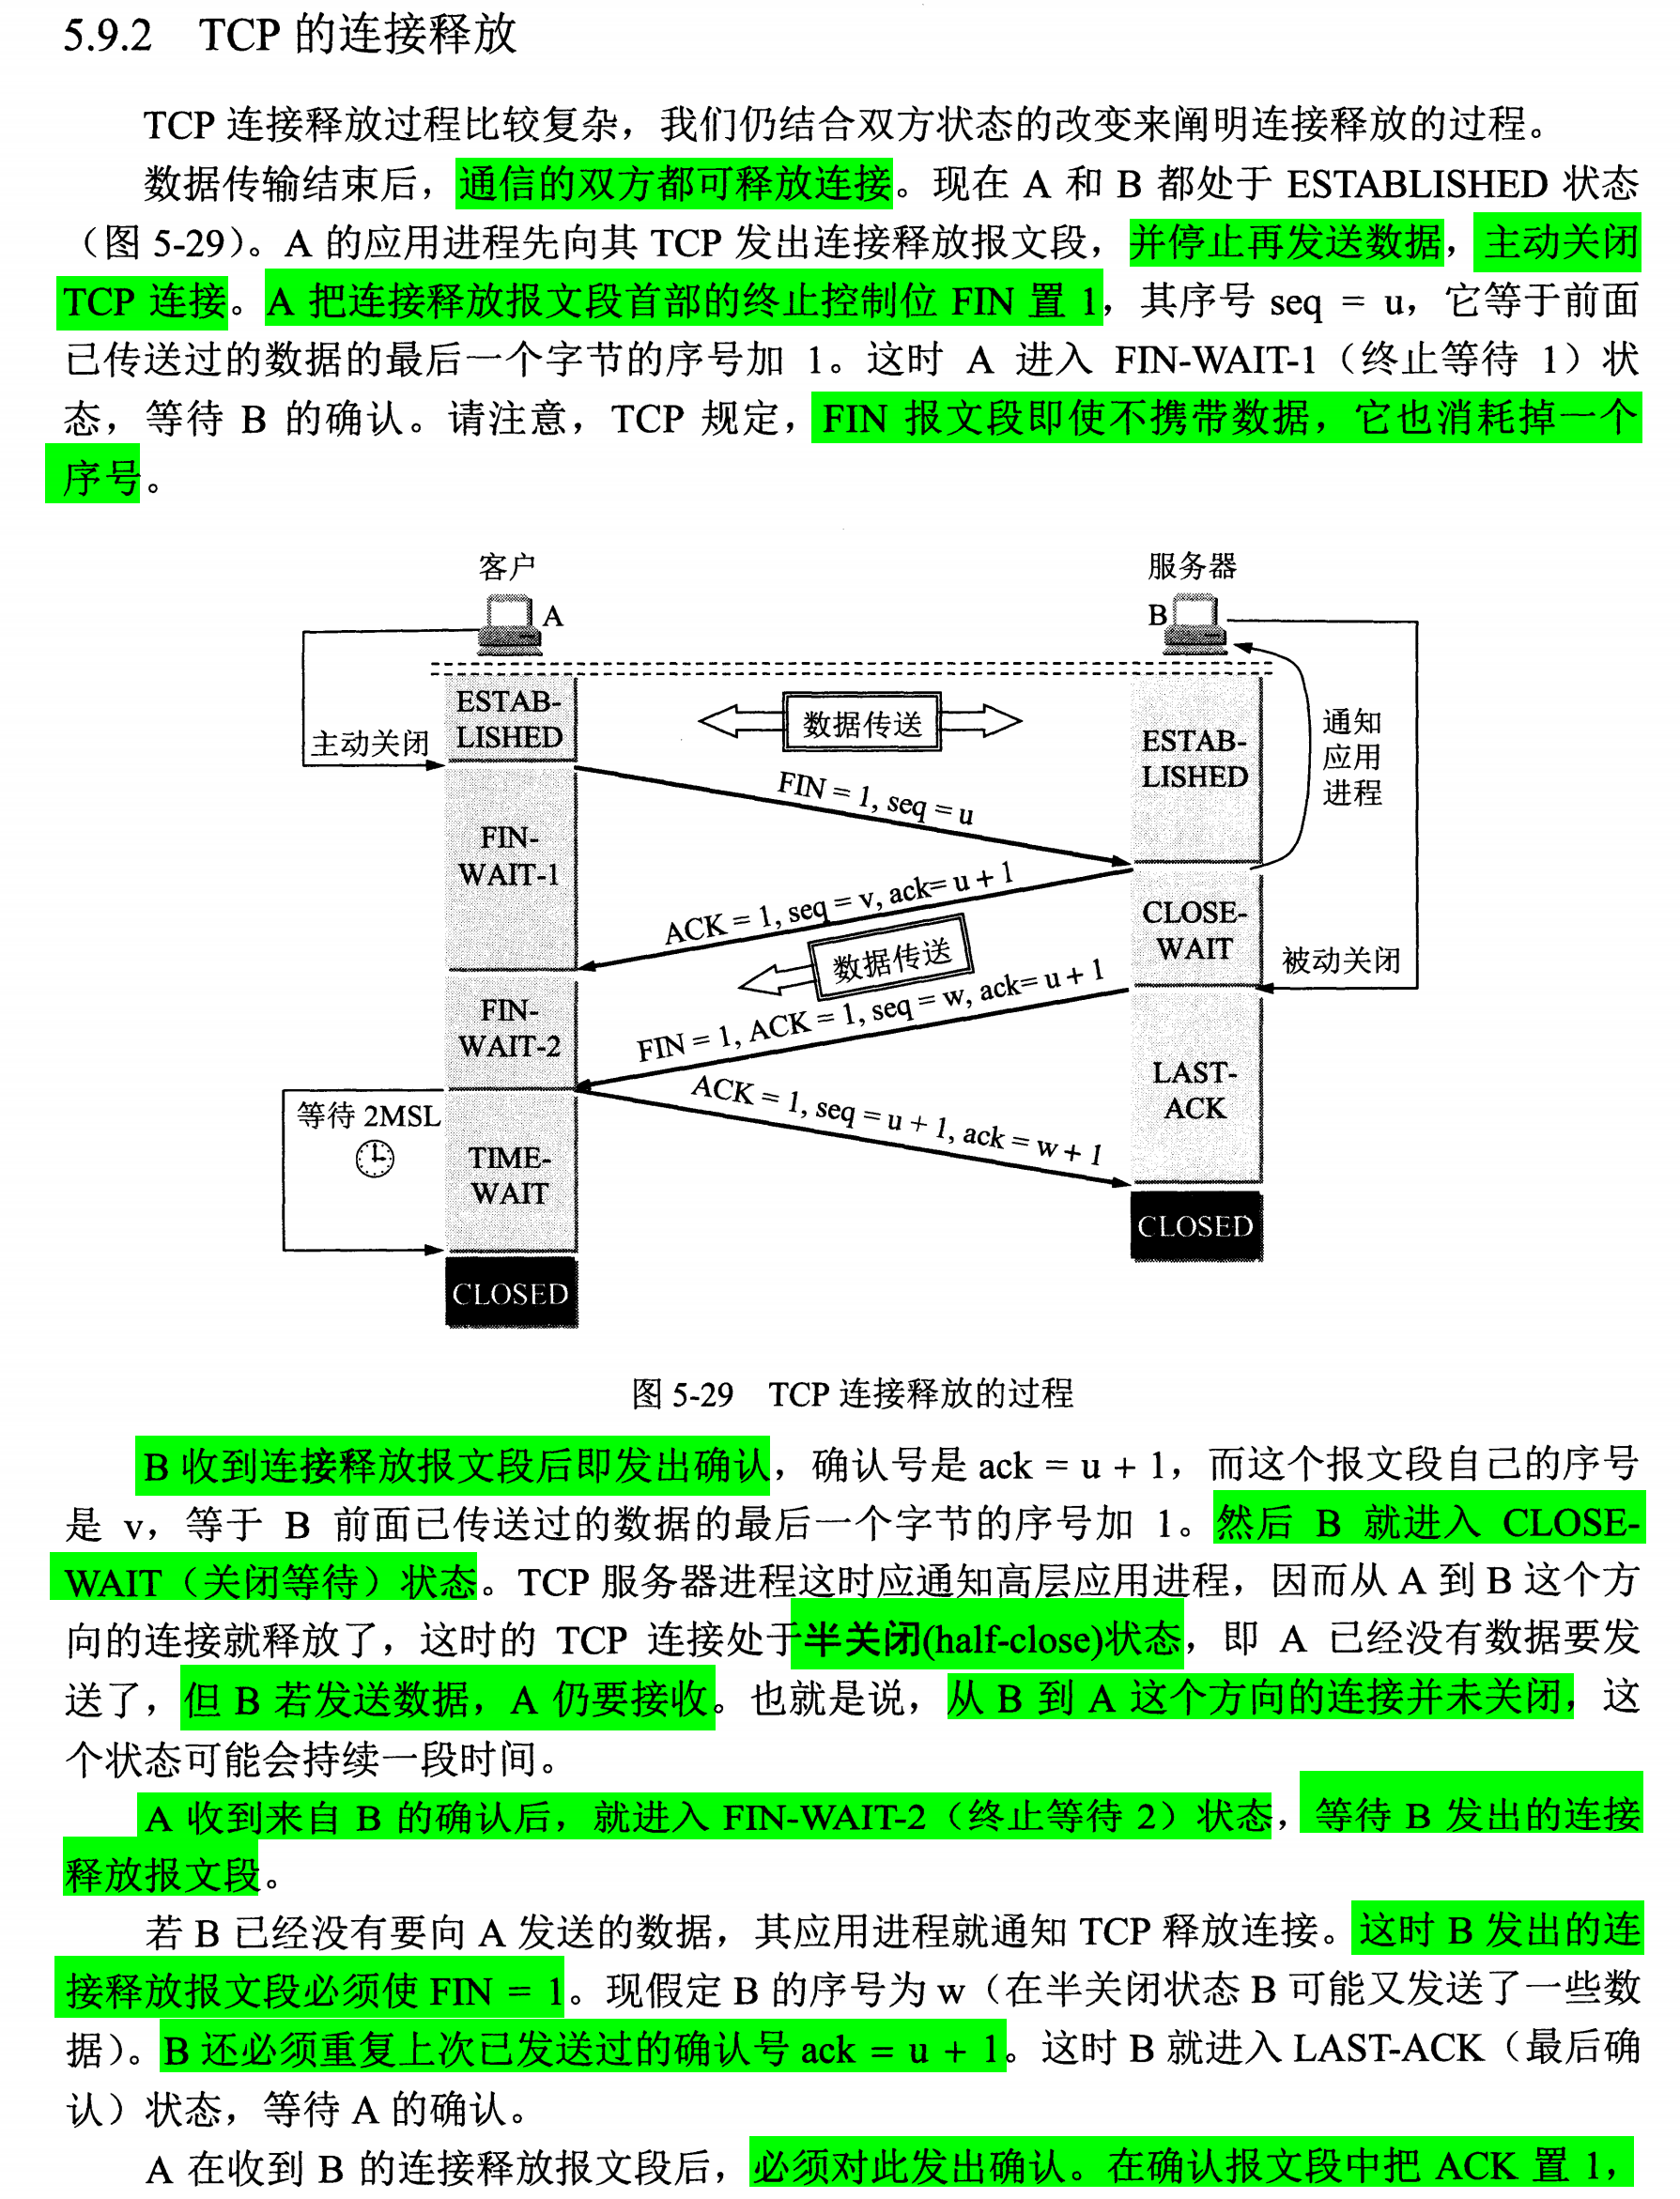 5.9.2 TCP 的连接释放
TCP 连接释放过程比较复杂，我们仍结合双方状态的改变来阐明连接释放的过程。
数据传输结束后，通信的双方都可释放连接。现在 A 和 B 都处于 ESTABLISHED 状态
（图 5-29）。A 的应用进程先向其 TCP 发出连接释放报文段，并停止再发送数据，主动关闭
TCP 连接。A 把连接释放报文段首部的终止控制位 FIN 置 1，其序号 seq = u，它等于前面
已传送过的数据的最后一个字节的序号加 1。这时 A 进入 FIN-WAIT-1（终止等待 1）状
态，等待 B 的确认。请注意，TCP 规定，FIN 报文段即使不携带数据，它也消耗掉一个
序号。
客户
服务器
A
B
ESTAB-
LISHED
主动关闭
数据传送
ESTAB-
LISHED
通知
应用
进程
FIN = 1, seq = u
FIN-
WAIT-1
ACK = 1, seq = v, ack= u + 1
CLOSE-
WAIT
被动关闭
数据传送
FIN-
WAIT-2
FIN = 1, ACK = 1, seq = w, ack= u + 1
LAST-
ACK
ACK = 1, seq = u + 1, ack = w + 1
等待 2MSL
TIME-
WAIT
CLOSED
CLOSED
图 5-29 TCP 连接释放的过程
B 收到连接释放报文段后即发出确认，确认号是 ack = u + 1，而这个报文段自己的序号
是 v，等于 B 前面已传送过的数据的最后一个字节的序号加 1。然后 B 就进入 CLOSE-
WAIT（关闭等待）状态。TCP 服务器进程这时应通知高层应用进程，因而从 A 到 B 这个方
向的连接就释放了，这时的 TCP 连接处于半关闭(half-close)状态，即 A 已经没有数据要发
送了，但 B 若发送数据，A 仍要接收。也就是说，从 B 到 A 这个方向的连接并未关闭，这
个状态可能会持续一段时间。
A 收到来自 B 的确认后，就进入 FIN-WAIT-2（终止等待 2）状态，等待 B 发出的连接
释放报文段。
若 B 已经没有要向 A 发送的数据，其应用进程就通知 TCP 释放连接。这时 B 发出的连
接释放报文段必须使 FIN = 1。现假定 B 的序号为 w（在半关闭状态 B 可能又发送了一些数
据）。B 还必须重复上次已发送过的确认号 ack = u + 1。这时 B 就进入 LAST-ACK（最后确
认）状态，等待 A 的确认。
A 在收到 B 的连接释放报文段后，必须对此发出确认。在确认报文段中把 ACK 置 1，